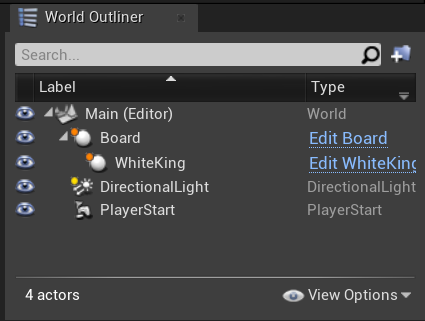 World Outliner
Search...
Label Type
Main (Editor) World
Board Edit Board
WhiteKing Edit WhiteKing
DirectionalLight DirectionalLight
PlayerStart PlayerStart
4 actors View Options